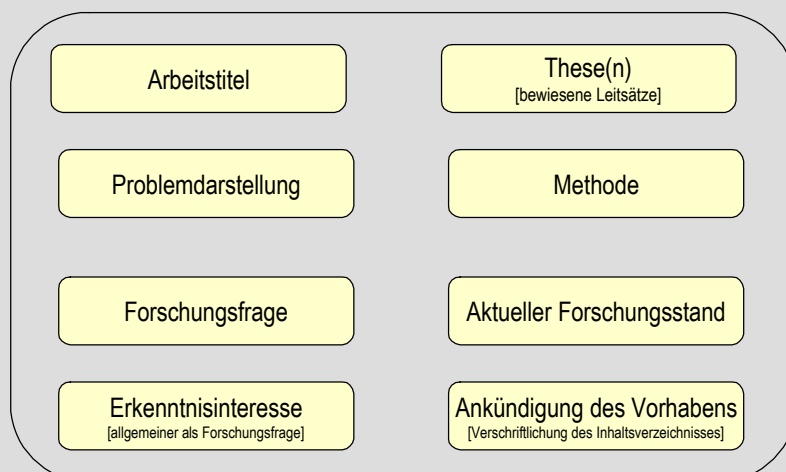 Arbeitstitel
These(n)
[bewiesene Leitsätze]
Problemdarstellung
Methode
Forschungsfrage
Aktueller Forschungsstand
Erkenntnisinteresse
[allgemeiner als Forschungsfrage]
Ankündigung des Vorhabens
[Verschriftlichung des Inhaltsverzeichnisses]